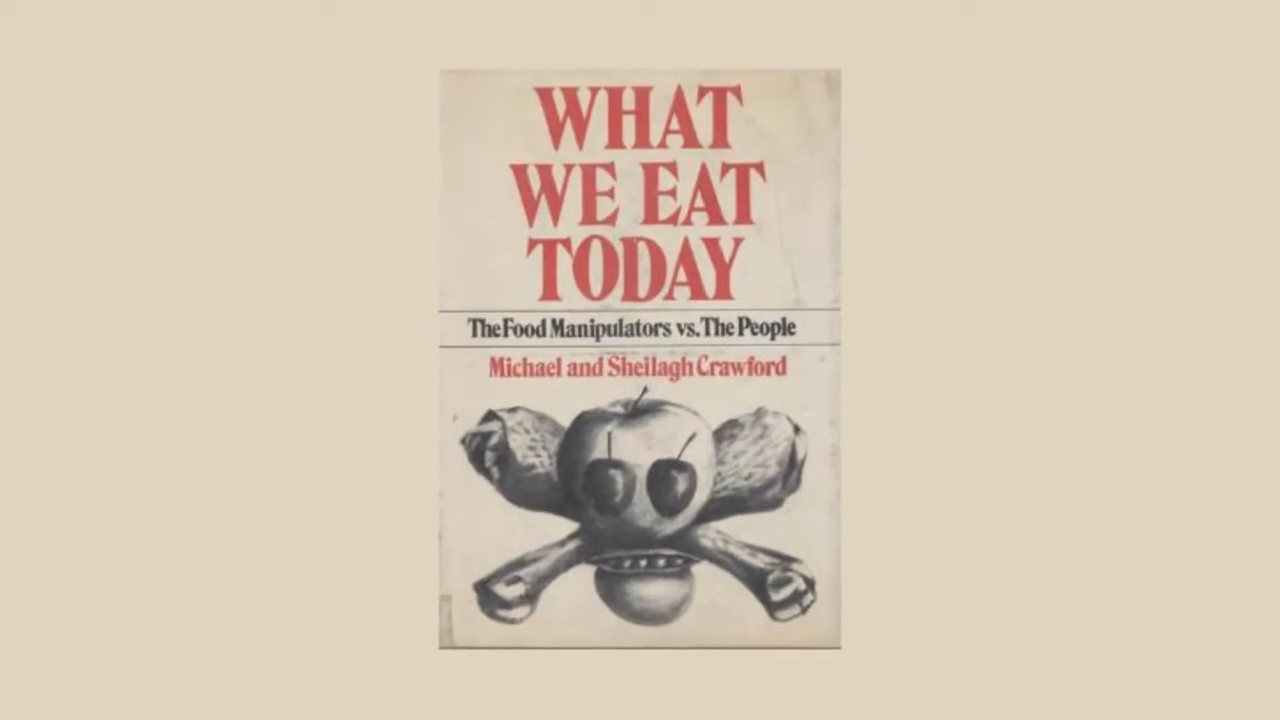 WHAT
WE EAT
TODAY
The Food Manipulators vs. The People
Michael and Sheilagh Crawford